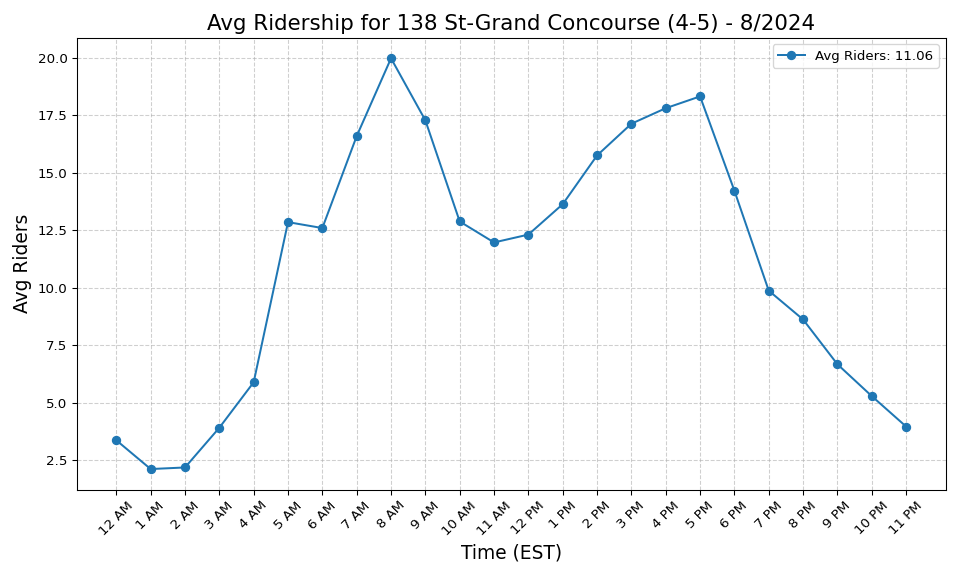 Avg Ridership for 138 St-Grand Concourse (4-5) - 8/2024
Avg Riders: 11.06
Avg Riders
20.0
17.5
15.0
12.5
10.0
7.5
5.0
2.5
12 AM
1 AM
2 AM
3 AM
4 AM
5 AM
6 AM
7 AM
8 AM
9 AM
10 AM
11 AM
12 PM
1 PM
2 PM
3 PM
4 PM
5 PM
6 PM
7 PM
8 PM
9 PM
10 PM
11 PM
Time (EST)